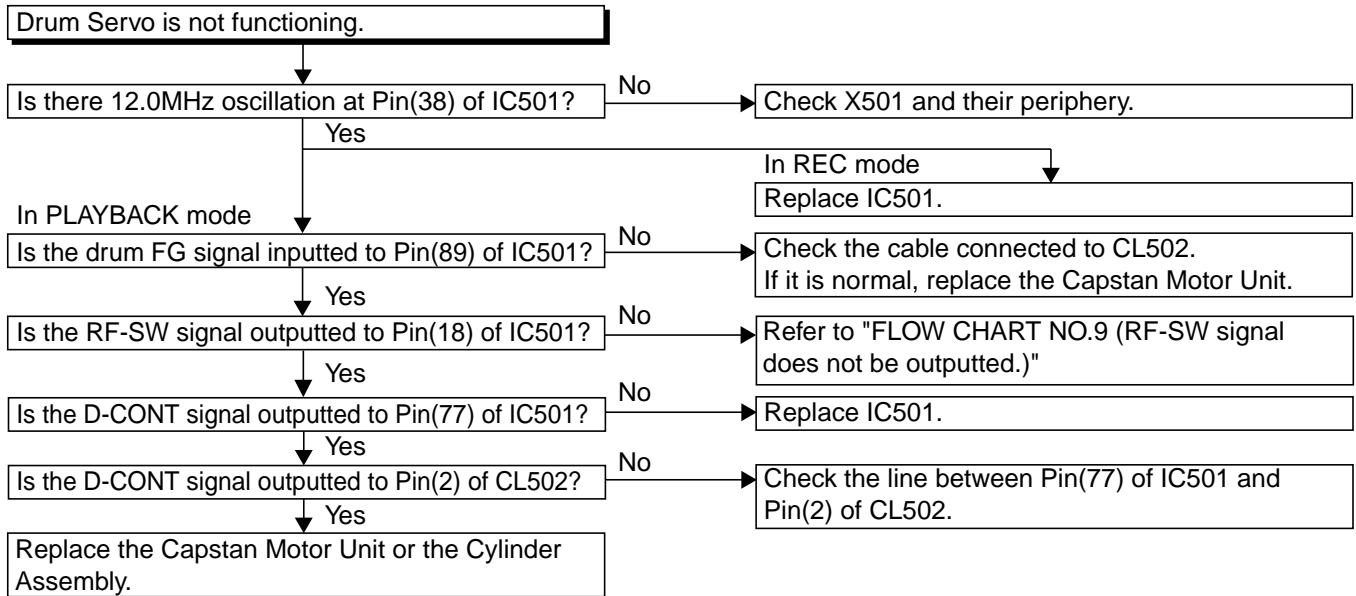 Drum Servo is not functioning.
Is there 12.0MHz oscillation at Pin(38) of IC501?
No
Check X501 and their periphery.
Yes
In REC mode
Replace IC501.
In PLAYBACK mode
Is the drum FG signal inputted to Pin(89) of IC501?
No
Check the cable connected to CL502.
If it is normal, replace the Capstan Motor Unit.
Yes
Is the RF-SW signal outputted to Pin(18) of IC501?
No
Refer to "FLOW CHART NO.9 (RF-SW signal
does not be outputted.)"
Yes
Is the D-CONT signal outputted to Pin(77) of IC501?
No
Replace IC501.
Yes
Is the D-CONT signal outputted to Pin(2) of CL502?
No
Check the line between Pin(77) of IC501 and
Pin(2) of CL502.
Yes
Replace the Capstan Motor Unit or the Cylinder
Assembly.